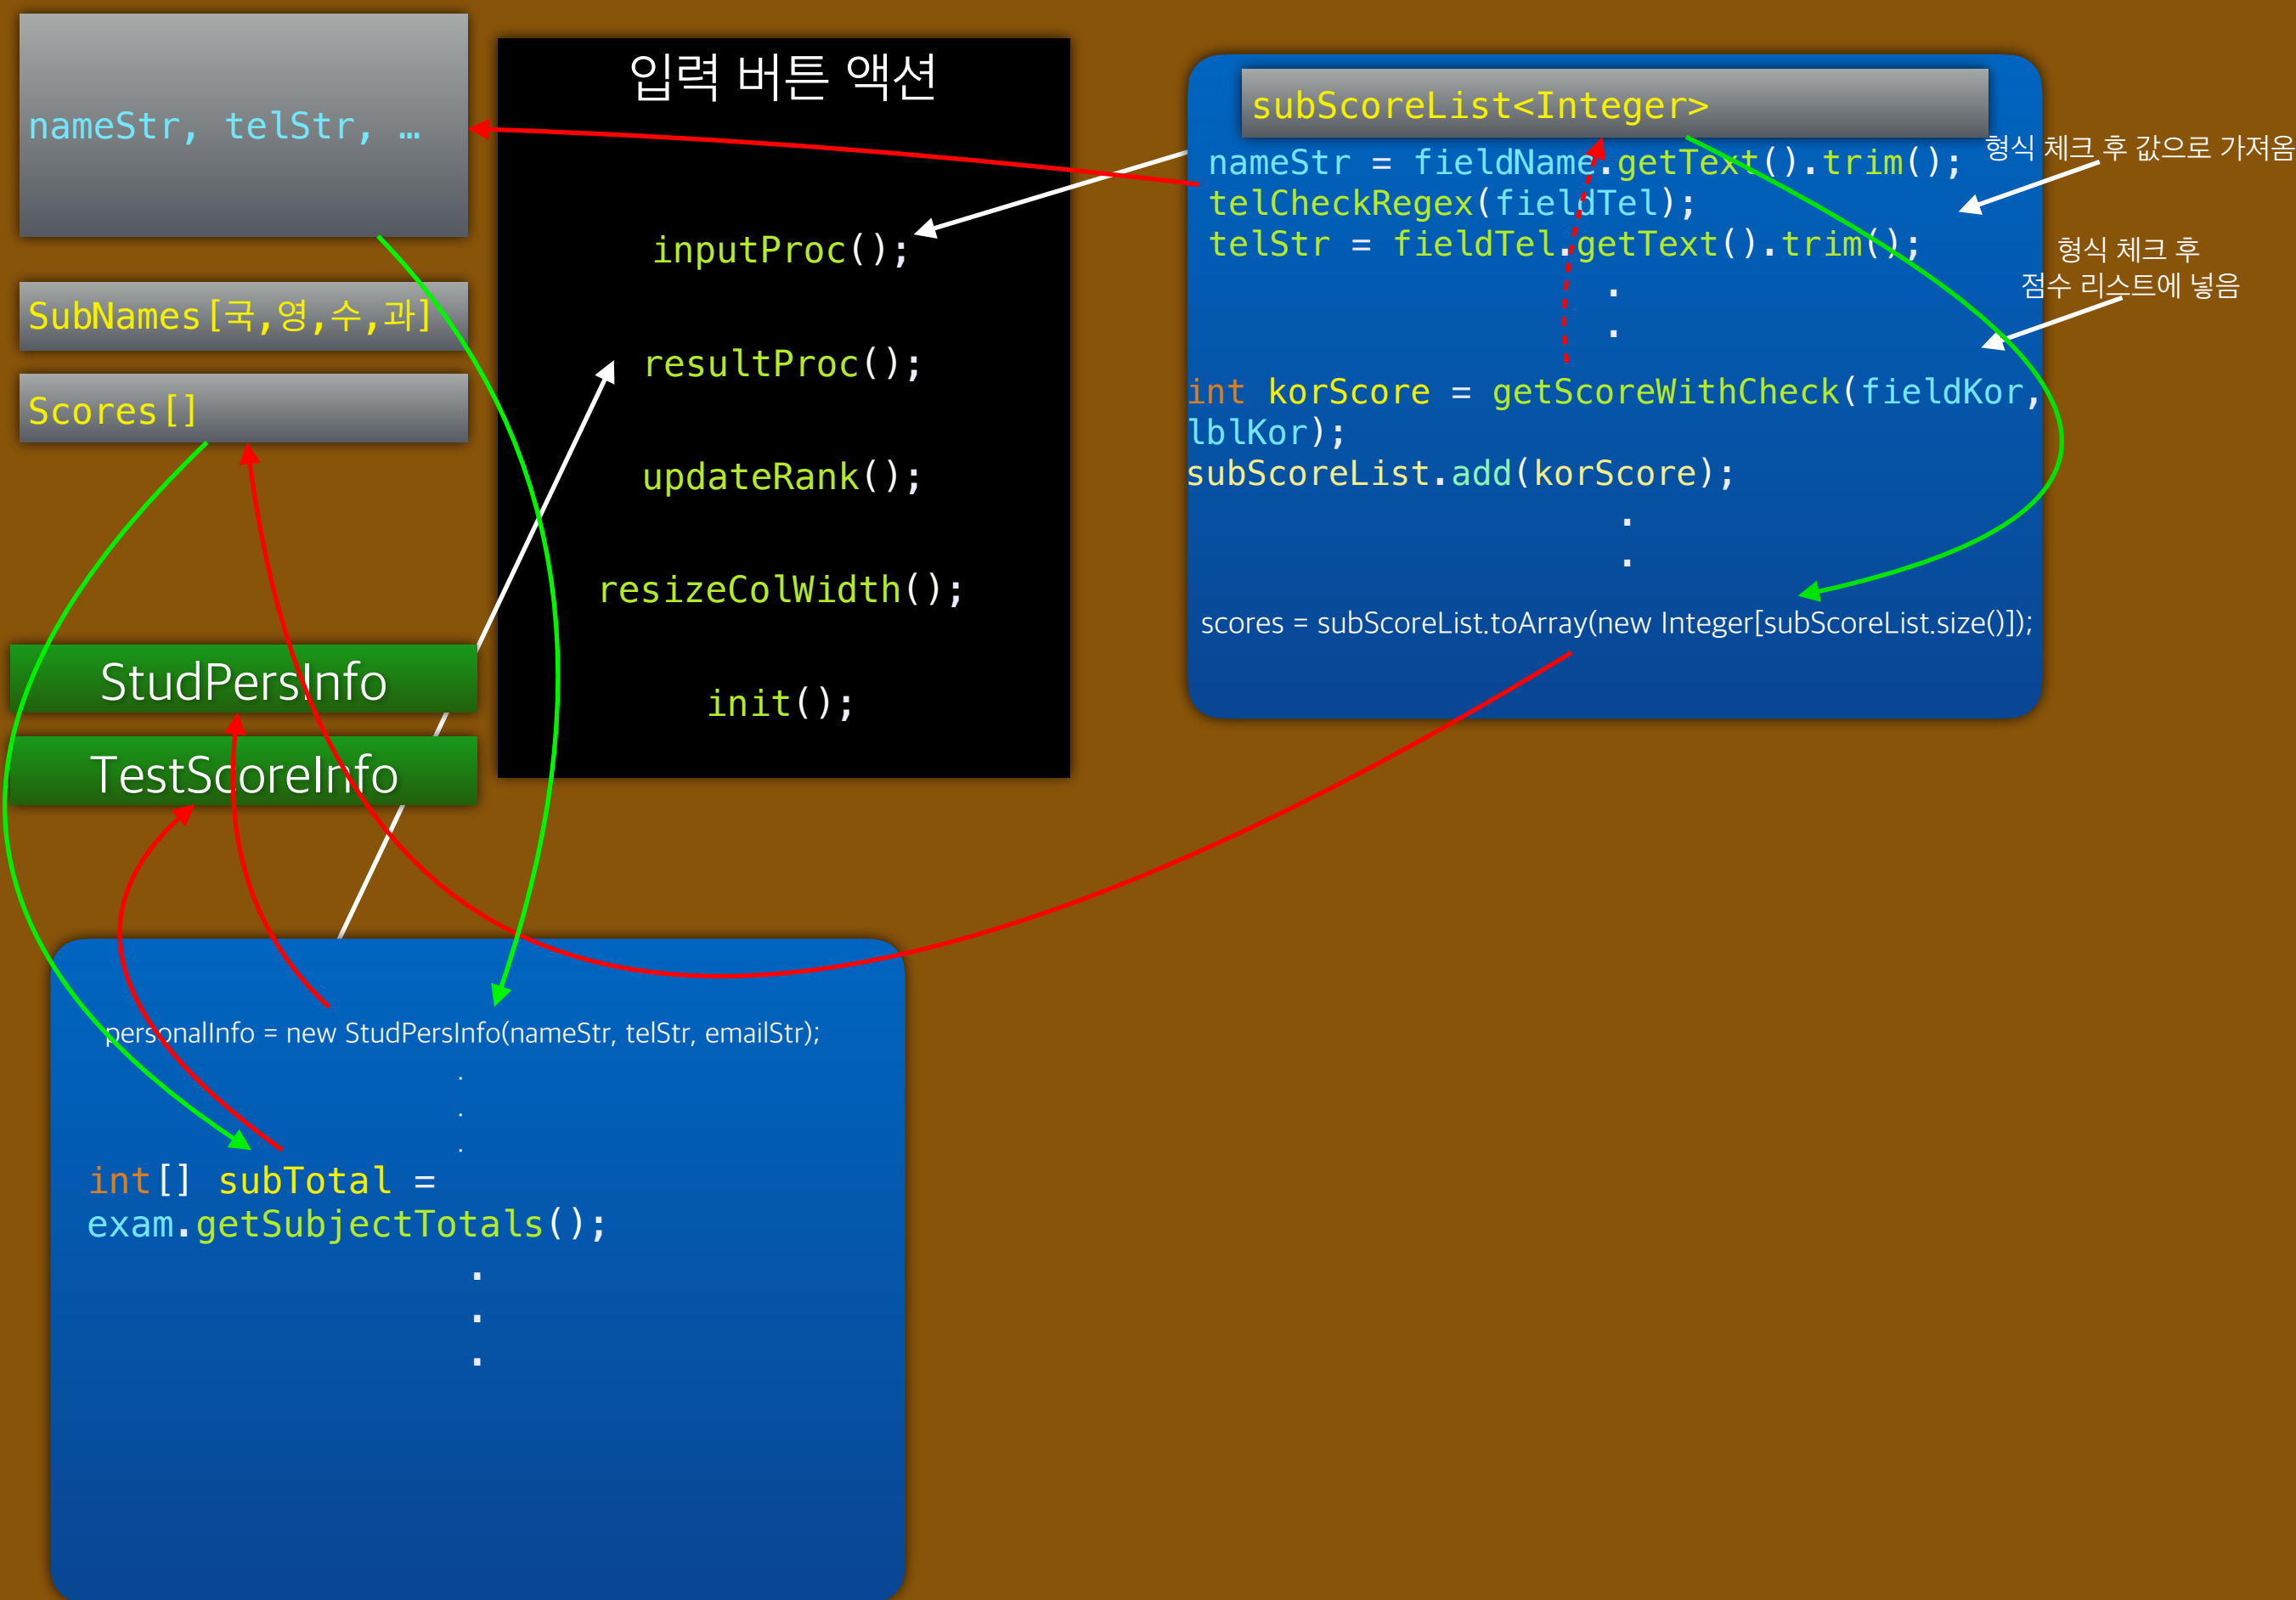 nameStr, telStr, …
SubNames[국,영,수,과]
Scores[]
StudPersInfo
TestScoreInfo
입력 버튼 액션
inputProc();
resultProc();
updateRank();
resizeColWidth();
init();
subScoreList<Integer>
nameStr = fieldName.getText().trim();
telCheckRegex(fieldTel);
telStr = fieldTel.getText().trim();
.
.
int korScore = getScoreWithCheck(fieldKor,
lblKor);
subScoreList.add(korScore);
.
.
scores = subScoreList.toArray(new Integer[subScoreList.size()]);
형식 체크 후 값으로 가져옴
형식 체크 후
점수 리스트에 넣음
personalInfo = new StudPersInfo(nameStr, telStr, emailStr);
.
.
.
int[] subTotal =
exam.getSubjectTotals();
.
.
.